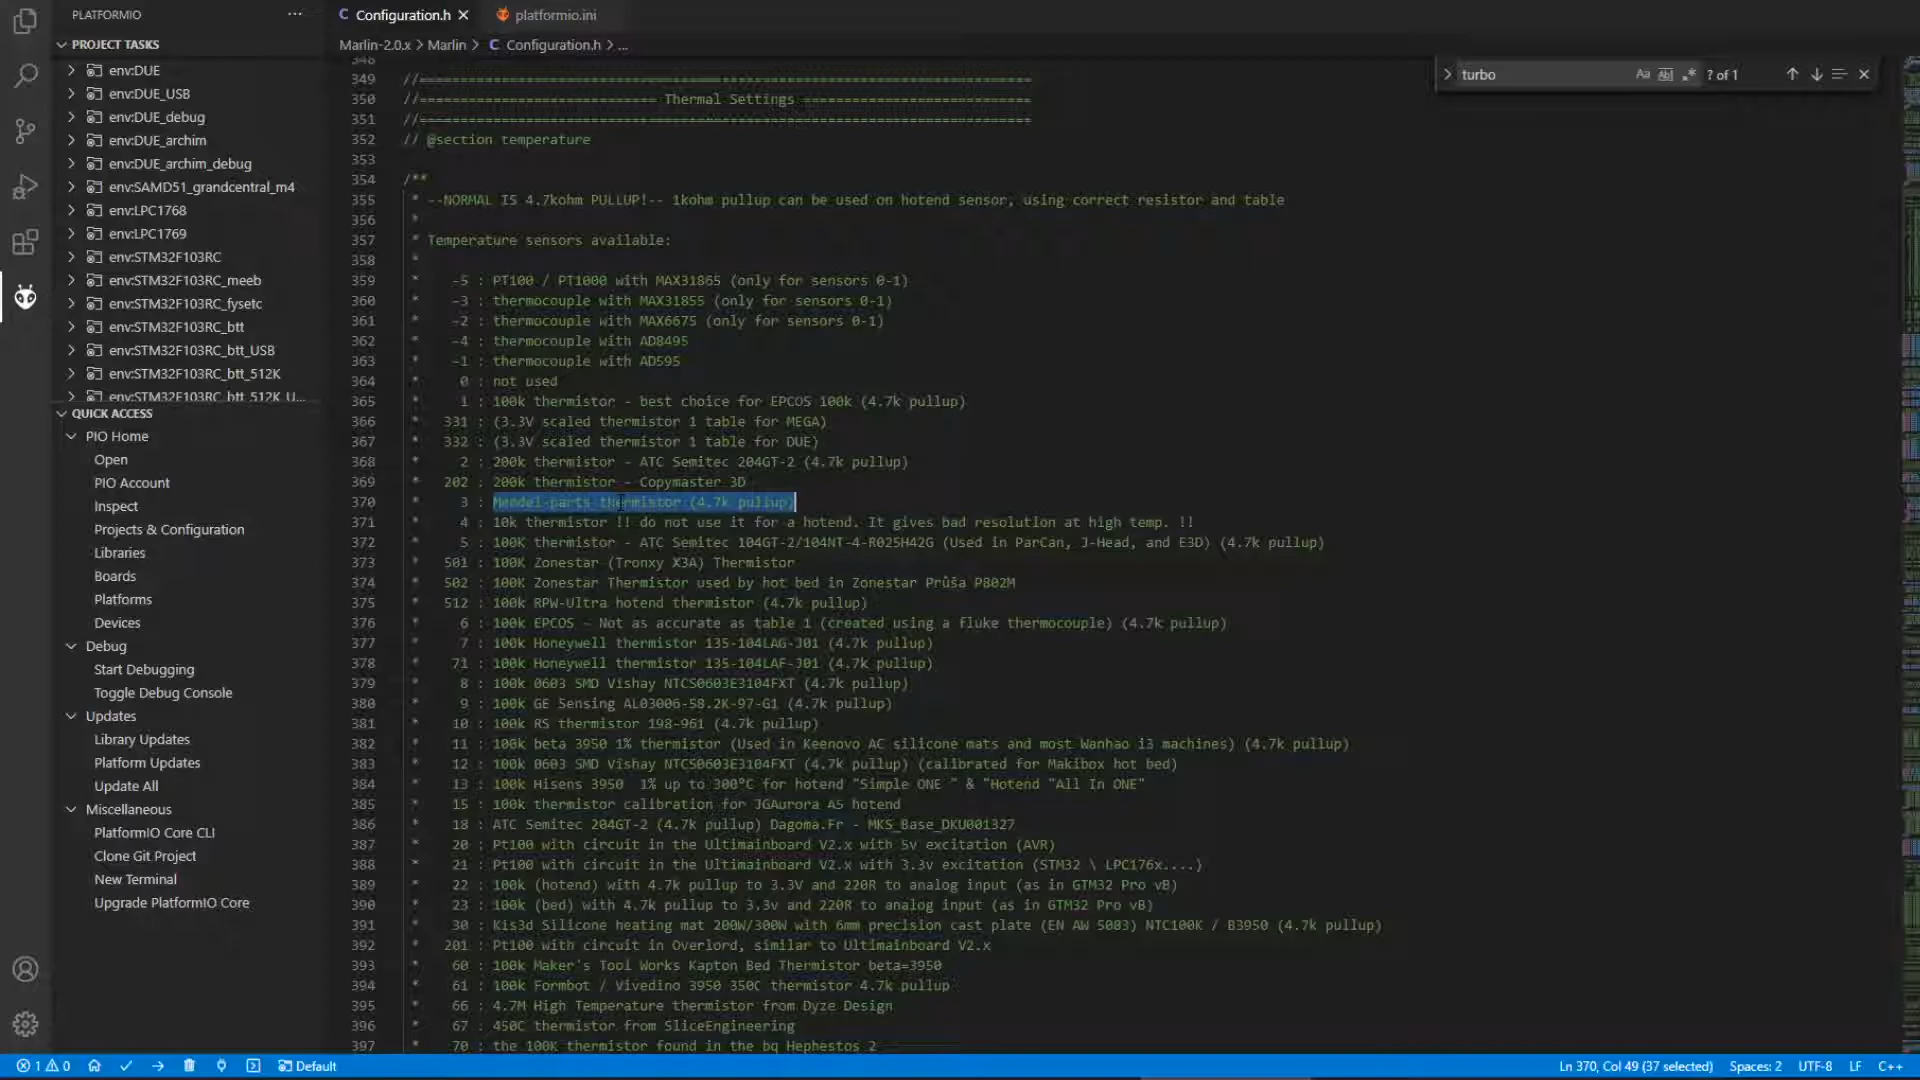 PLATFORMIO
PROJECT TASKS
env:DUE
env:DUE_USB
env:DUE_debug
env:DUE_archim
env:DUE_archim_debug
env:SAMD51_grandcentral_m4
env:LPC1768
env:LPC1769
env:STM32F103RC
env:STM32F103RC_meeb
env:STM32F103RC_fysetc
env:STM32F103RC_btt
env:STM32F103RC_btt_USB
env:STM32F103RC_btt_512K
env:STM32F103RC_btt_512K_U...
QUICK ACCESS
PIO Home
Open
PIO Account
Inspect
Projects & Configuration
Libraries
Boards
Platforms
Devices
Debug
Start Debugging
Toggle Debug Console
Updates
Library Updates
Platform Updates
Update All
Miscellaneous
PlatformIO Core CLI
Clone Git Project
New Terminal
Upgrade PlatformIO Core
C Configuration.h
platformio.ini
Marlin-2.0.x > Marlin > C Configuration.h > ...
turbo
Aa Ab .* ? of 1
348
349 //===========================================================================
350 //============================= Thermal Settings ============================
351 //===========================================================================
352 // @section temperature
353
354 /**
355 * --NORMAL IS 4.7kohm PULLUP!-- 1kohm pullup can be used on hotend sensor, using correct resistor and table
356 *
357 * Temperature sensors available:
358 *
359 * -5 : PT100 / PT1000 with MAX31865 (only for sensors 0-1)
360 * -3 : thermocouple with MAX31855 (only for sensors 0-1)
361 * -2 : thermocouple with MAX6675 (only for sensors 0-1)
362 * -4 : thermocouple with AD8495
363 * -1 : thermocouple with AD595
364 * 0 : not used
365 * 1 : 100k thermistor - best choice for EPCOS 100k (4.7k pullup)
366 * 331 : (3.3V scaled thermistor 1 table for MEGA)
367 * 332 : (3.3V scaled thermistor 1 table for DUE)
368 * 2 : 200k thermistor - ATC Semitec 204GT-2 (4.7k pullup)
369 * 202 : 200k thermistor - Copymaster 3D
370 * 3 : Mendel-parts thermistor (4.7k pullup)
371 * 4 : 10k thermistor !! do not use it for a hotend. It gives bad resolution at high temp. !!
372 * 5 : 100K thermistor - ATC Semitec 104GT-2/104NT-4-R025H42G (Used in ParCan, J-Head, and E3D) (4.7k pullup)
373 * 501 : 100K Zonestar (Tronxy X3A) Thermistor
374 * 502 : 100K Zonestar Thermistor used by hot bed in Zonestar Průša P802M
375 * 512 : 100k RPW-Ultra hotend thermistor (4.7k pullup)
376 * 6 : 100k EPCOS - Not as accurate as table 1 (created using a fluke thermocouple) (4.7k pullup)
377 * 7 : 100k Honeywell thermistor 135-104LAG-J01 (4.7k pullup)
378 * 71 : 100k Honeywell thermistor 135-104LAF-J01 (4.7k pullup)
379 * 8 : 100k 0603 SMD Vishay NTCS0603E3104FXT (4.7k pullup)
380 * 9 : 100k GE Sensing AL03006-58.2K-97-G1 (4.7k pullup)
381 * 10 : 100k RS thermistor 198-961 (4.7k pullup)
382 * 11 : 100k beta 3950 1% thermistor (Used in Keenovo AC silicone mats and most Wanhao i3 machines) (4.7k pullup)
383 * 12 : 100k 0603 SMD Vishay NTCS0603E3104FXT (4.7k pullup) (calibrated for Makibox hot bed)
384 * 13 : 100k Hisens 3950  1% up to 300°C for hotend "Simple ONE " & "Hotend "All In ONE"
385 * 15 : 100k thermistor calibration for JGAurora A5 hotend
386 * 18 : ATC Semitec 204GT-2 (4.7k pullup) Dagoma.Fr - MKS_Base_DKU001327
387 * 20 : Pt100 with circuit in the Ultimainboard V2.x with 5v excitation (AVR)
388 * 21 : Pt100 with circuit in the Ultimainboard V2.x with 3.3v excitation (STM32 \ LPC176x....)
389 * 22 : 100k (hotend) with 4.7k pullup to 3.3V and 220R to analog input (as in GTM32 Pro vB)
390 * 23 : 100k (bed) with 4.7k pullup to 3.3v and 220R to analog input (as in GTM32 Pro vB)
391 * 30 : Kis3d Silicone heating mat 200W/300W with 6mm precision cast plate (EN AW 5083) NTC100K / B3950 (4.7k pullup)
392 * 201 : Pt100 with circuit in Overlord, similar to Ultimainboard V2.x
393 * 60 : 100k Maker's Tool Works Kapton Bed Thermistor beta=3950
394 * 61 : 100k Formbot / Vivedino 3950 350C thermistor 4.7k pullup
395 * 66 : 4.7M High Temperature thermistor from Dyze Design
396 * 67 : 450C thermistor from SliceEngineering
397 * 70 : the 100K thermistor found in the bq Hephestos 2
1 0 Default
Ln 370, Col 49 (37 selected) Spaces: 2 UTF-8 LF C++